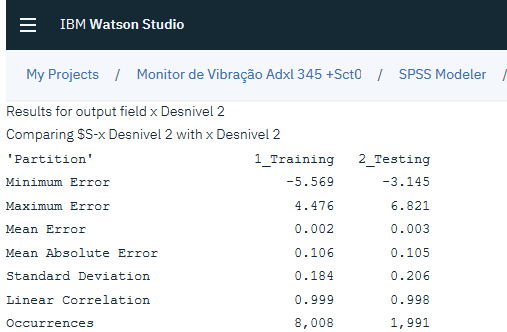 IBM Watson Studio
My Projects / Monitor de Vibração Adxl 345 +Sct0 / SPSS Modeler /
Results for output field x Desnivel 2
Comparing $S-x Desnivel 2 with x Desnivel 2
'Partition' 1_Training 2_Testing
Minimum Error -5.569 -3.145
Maximum Error 4.476 6.821
Mean Error 0.002 0.003
Mean Absolute Error 0.106 0.105
Standard Deviation 0.184 0.206
Linear Correlation 0.999 0.998
Occurrences 8,008 1,991